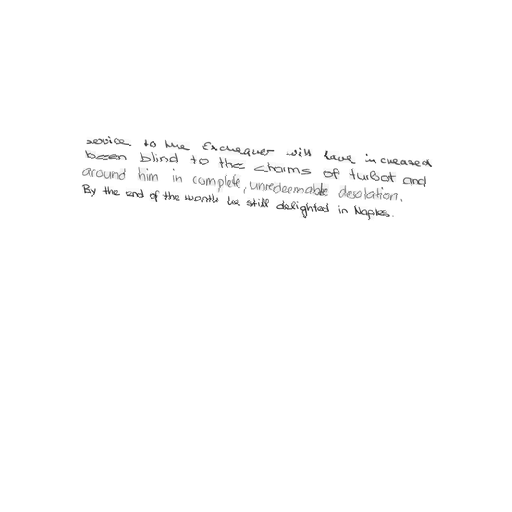 service to the Exchequer will have increased
been blind to the charms of turbot and
around him in complete, unredeemable desolation.
By the end of the month he still delighted in Naples.